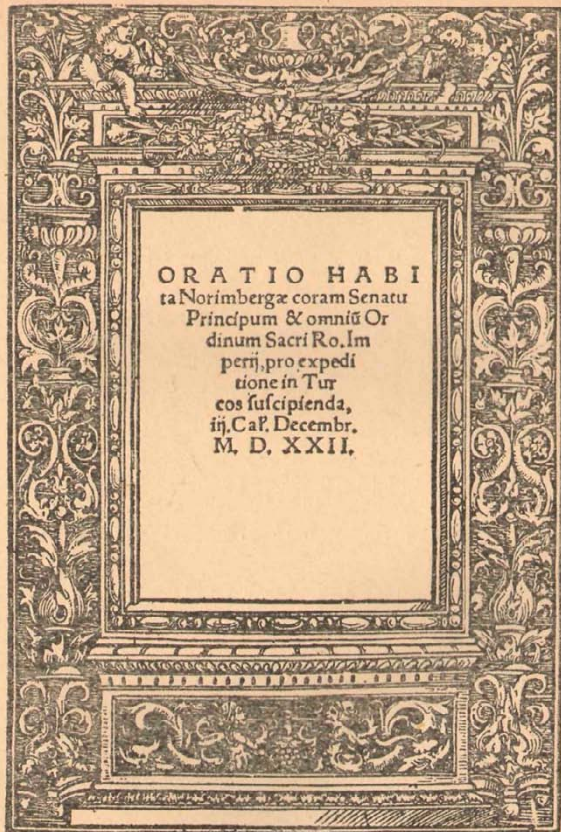 ORATIO HABI
ta Norimbergæ coram Senatu
Principum & omniū Or
dinum Sacri Ro. Im
perij, pro expedi
tione in Tur
cos ſuſcipienda,
iij. Cal'. Decembr.
M. D. XXII.